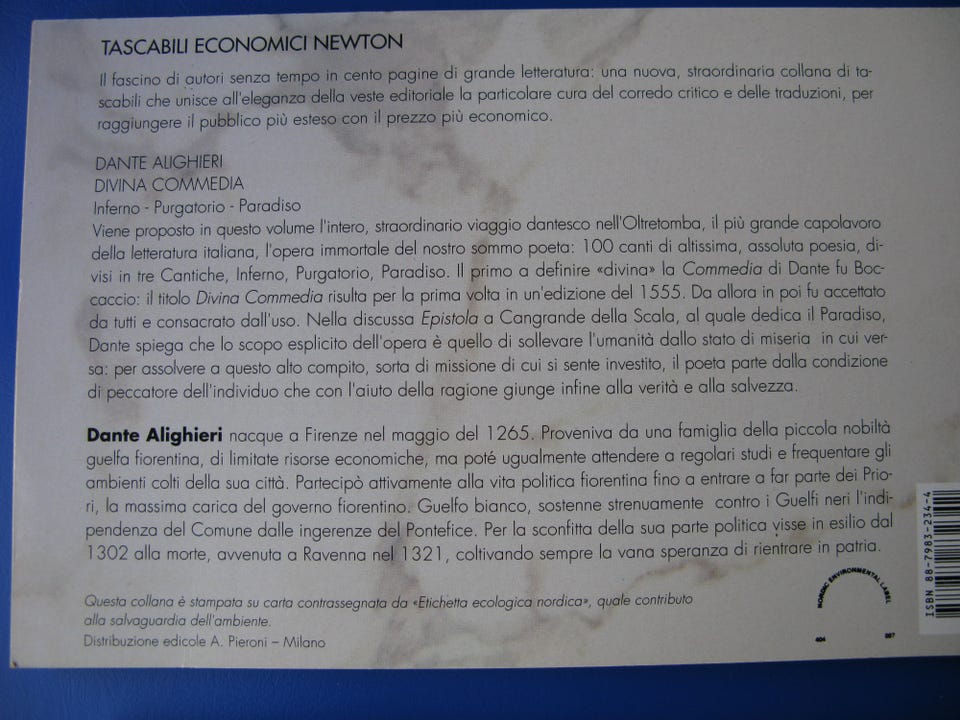 TASCABILI ECONOMICI NEWTON
Il fascino di autori senza tempo in cento pagine di grande letteratura: una nuova, straordinaria collana di ta-
scabili che unisce all'eleganza della veste editoriale la particolare cura del corredo critico e delle traduzioni, per
raggiungere il pubblico più esteso con il prezzo più economico.
DANTE ALIGHIERI
DIVINA COMMEDIA
Inferno - Purgatorio - Paradiso
Viene proposto in questo volume l'intero, straordinario viaggio dantesco nell'Oltretomba, il più grande capolavoro
della letteratura italiana, l'opera immortale del nostro sommo poeta: 100 canti di altissima, assoluta poesia, di-
visi in tre Cantiche, Inferno, Purgatorio, Paradiso. Il primo a definire «divina» la Commedia di Dante fu Boc-
caccio: il titolo Divina Commedia risulta per la prima volta in un'edizione del 1555. Da allora in poi fu accettato
da tutti e consacrato dall'uso. Nella discussa Epistola a Cangrande della Scala, al quale dedica il Paradiso,
Dante spiega che lo scopo esplicito dell'opera è quello di sollevare l'umanità dallo stato di miseria in cui ver-
sa: per assolvere a questo alto compito, sorta di missione di cui si sente investito, il poeta parte dalla condizione
di peccatore dell'individuo che con l'aiuto della ragione giunge infine alla verità e alla salvezza.
Dante Alighieri nacque a Firenze nel maggio del 1265. Proveniva da una famiglia della piccola nobiltà
guelfa fiorentina, di limitate risorse economiche, ma poté ugualmente attendere a regolari studi e frequentare gli
ambienti colti della sua città. Partecipò attivamente alla vita politica fiorentina fino a entrare a far parte dei Prio-
ri, la massima carica del governo fiorentino. Guelfo bianco, sostenne strenuamente contro i Guelfi neri l'indi-
pendenza del Comune dalle ingerenze del Pontefice. Per la sconfitta della sua parte politica visse in esilio dal
1302 alla morte, avvenuta a Ravenna nel 1321, coltivando sempre la vana speranza di rientrare in patria.
Questa collana è stampata su carta contrassegnata da «Etichetta ecologica nordica», quale contributo
alla salvaguardia dell'ambiente.
Distribuzione edicole A. Pieroni – Milano
NORDIC ENVIRONMENTAL LABEL
404 007
ISBN 88-7983-234-4